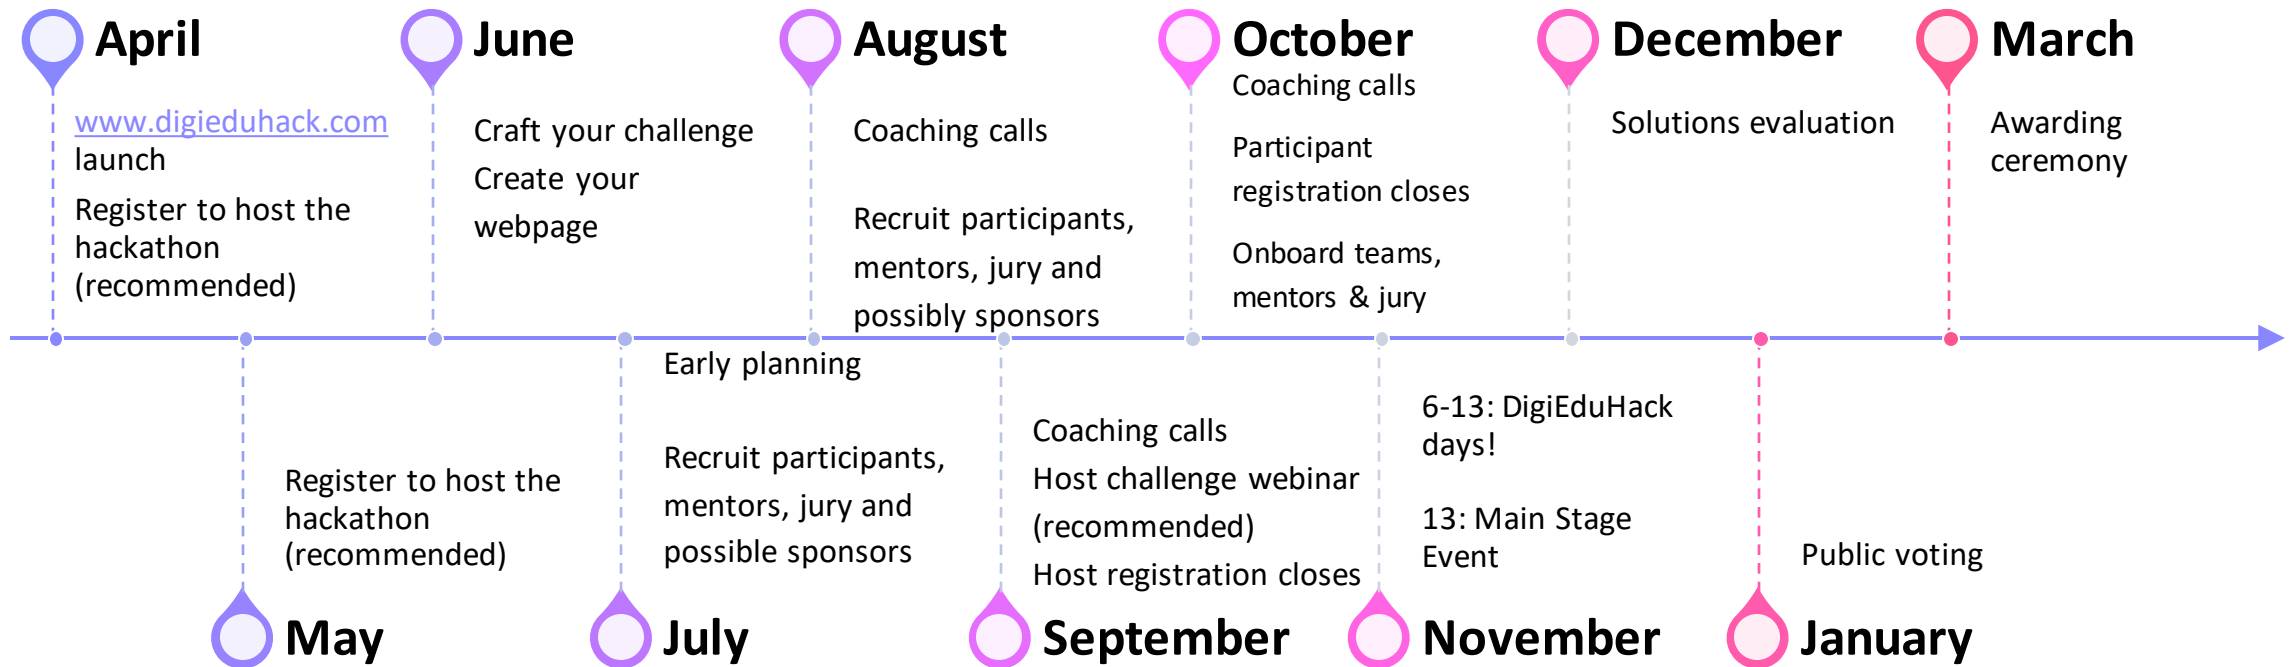 April
www.digieduhack.com
launch
Register to host the
hackathon
(recommended)
May
Register to host the
hackathon
(recommended)
June
Craft your challenge
Create your
webpage
July
Early planning
Recruit participants,
mentors, jury and
possible sponsors
August
Coaching calls
Recruit participants,
mentors, jury and
possibly sponsors
September
Coaching calls
Host challenge webinar
(recommended)
Host registration closes
October
Coaching calls
Participant
registration closes
Onboard teams,
mentors & jury
November
6-13: DigiEduHack
days!
13: Main Stage
Event
December
Solutions evaluation
January
Public voting
March
Awarding
ceremony